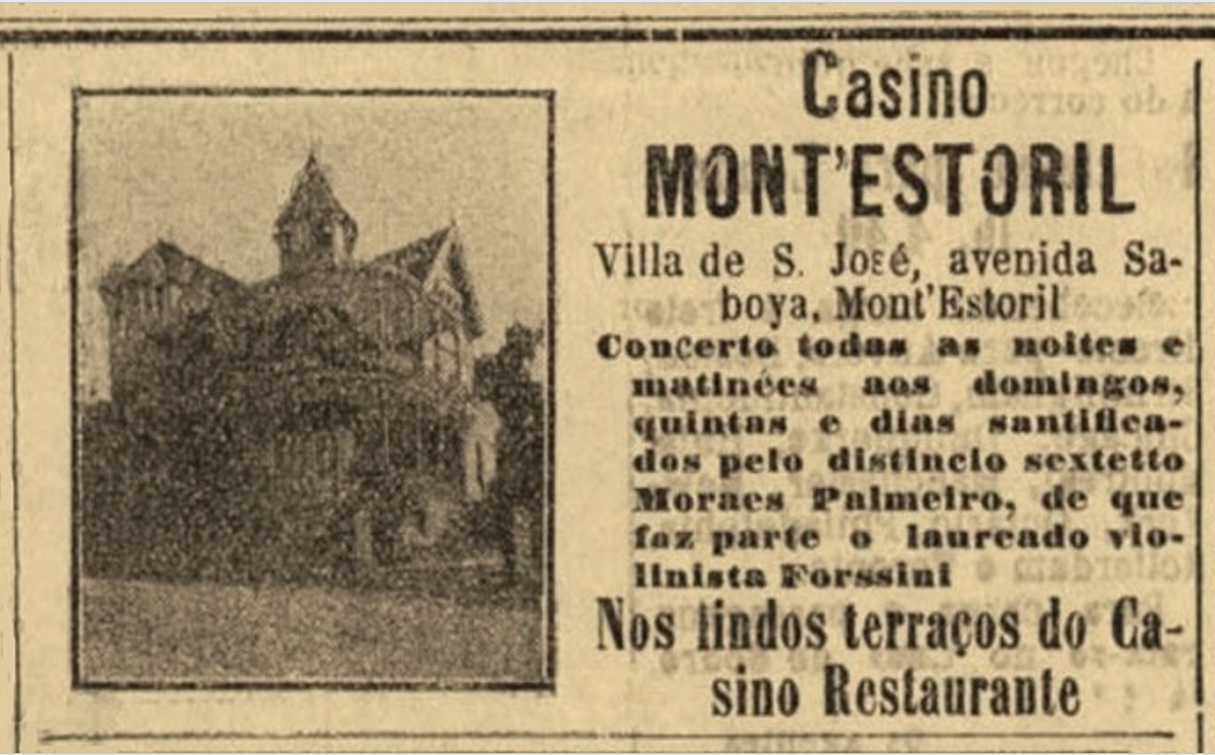 Casino
MONT'ESTORIL
Villa de S. José, avenida Sa-
boya, Mont'Estoril
Concerto todas as noites e
matinées aos domingos,
quintas e dias santifica-
dos pelo distincto sextetto
Moraes Palmeiro, de que
faz parte o laureado vio-
linista Forssini
Nos lindos terraços do Ca-
sino Restaurante